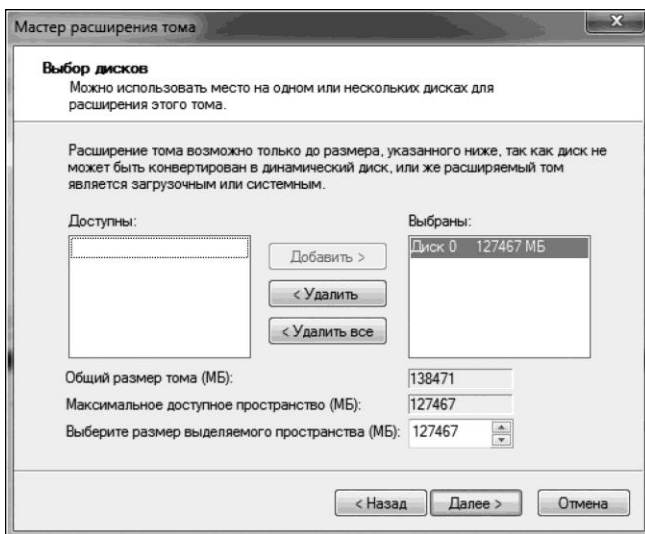 Мастер расширения тома
Выбор дисков
Можно использовать место на одном или нескольких дисках для
расширения этого тома.
Расширение тома возможно только до размера, указанного ниже, так как диск не
может быть конвертирован в динамический диск, или же расширяемый том
является загрузочным или системным.
Доступны:
Выбраны:
Добавить >
< Удалить
< Удалить все
Диск 0 127467 МБ
Общий размер тома (МБ): 138471
Максимальное доступное пространство (МБ): 127467
Выберите размер выделяемого пространства (МБ): 127467
< Назад Далее > Отмена